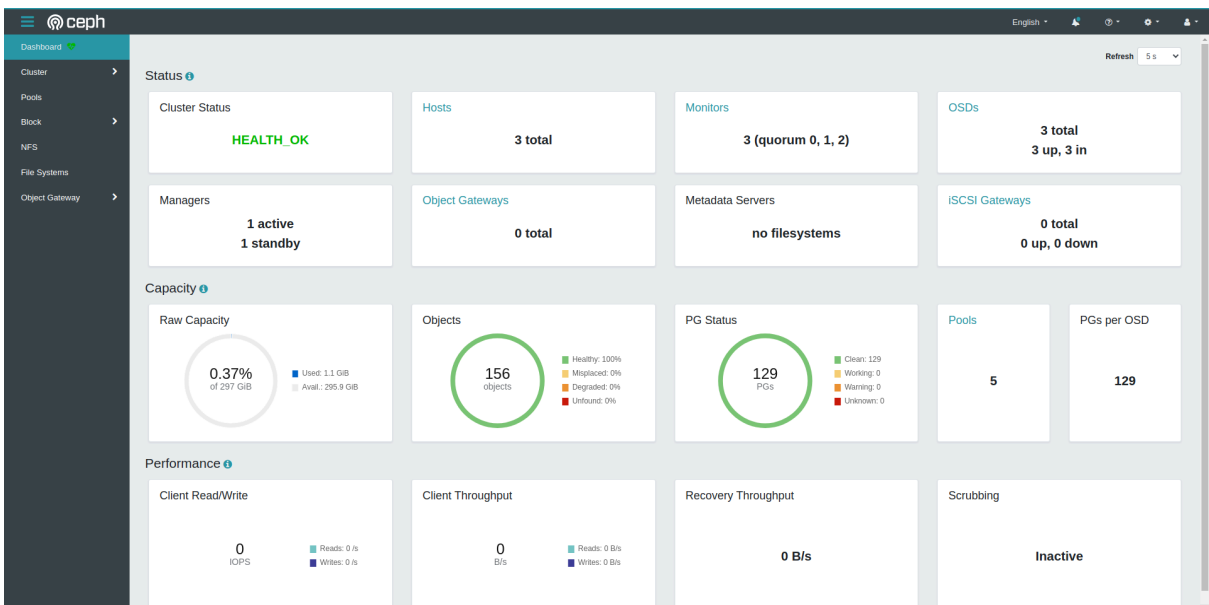 ceph
English
Dashboard
Cluster
Pools
Block
NFS
File Systems
Object Gateway
Refresh 5 s
Status
Cluster Status
HEALTH_OK
Hosts
3 total
Monitors
3 (quorum 0, 1, 2)
OSDs
3 total
3 up, 3 in
Managers
1 active
1 standby
Object Gateways
0 total
Metadata Servers
no filesystems
iSCSI Gateways
0 total
0 up, 0 down
Capacity
Raw Capacity
0.37%
of 297 GiB
Used: 1.1 GiB
Avail.: 295.9 GiB
Objects
156
objects
Healthy: 100%
Misplaced: 0%
Degraded: 0%
Unfound: 0%
PG Status
129
PGs
Clean: 129
Working: 0
Warning: 0
Unknown: 0
Pools
5
PGs per OSD
129
Performance
Client Read/Write
0
IOPS
Reads: 0 /s
Writes: 0 /s
Client Throughput
0
B/s
Reads: 0 B/s
Writes: 0 B/s
Recovery Throughput
0 B/s
Scrubbing
Inactive